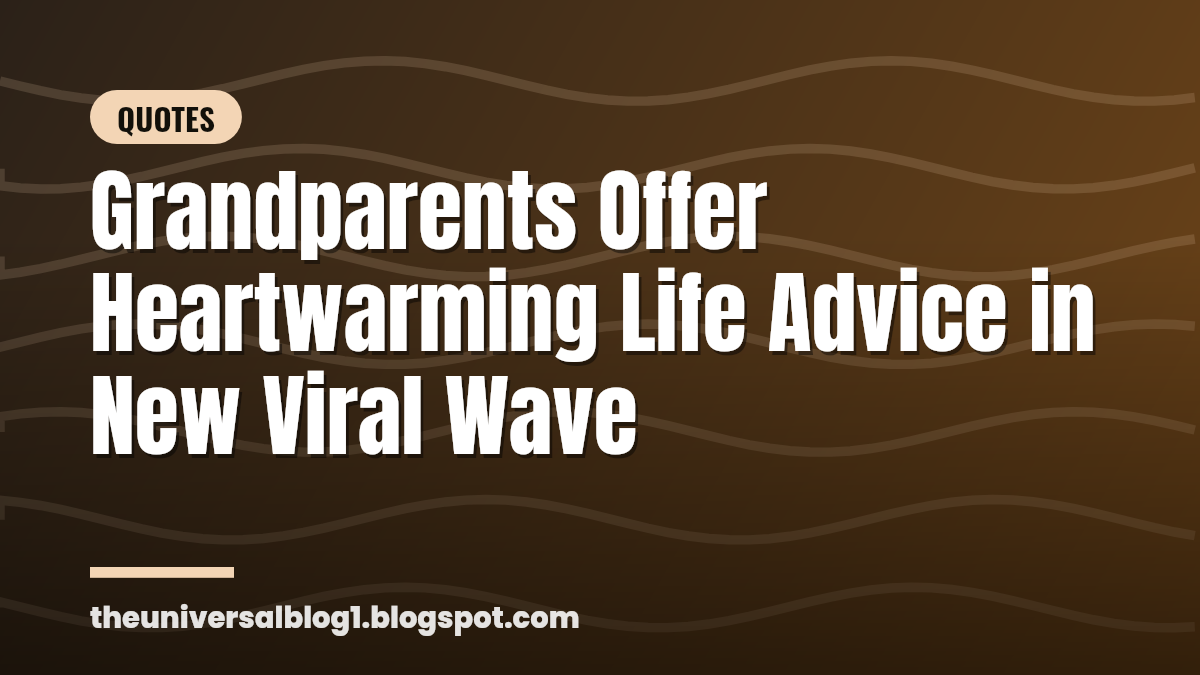 QUOTES
Grandparents Offer
Heartwarming Life Advice in
New Viral Wave
theuniversalblog1.blogspot.com